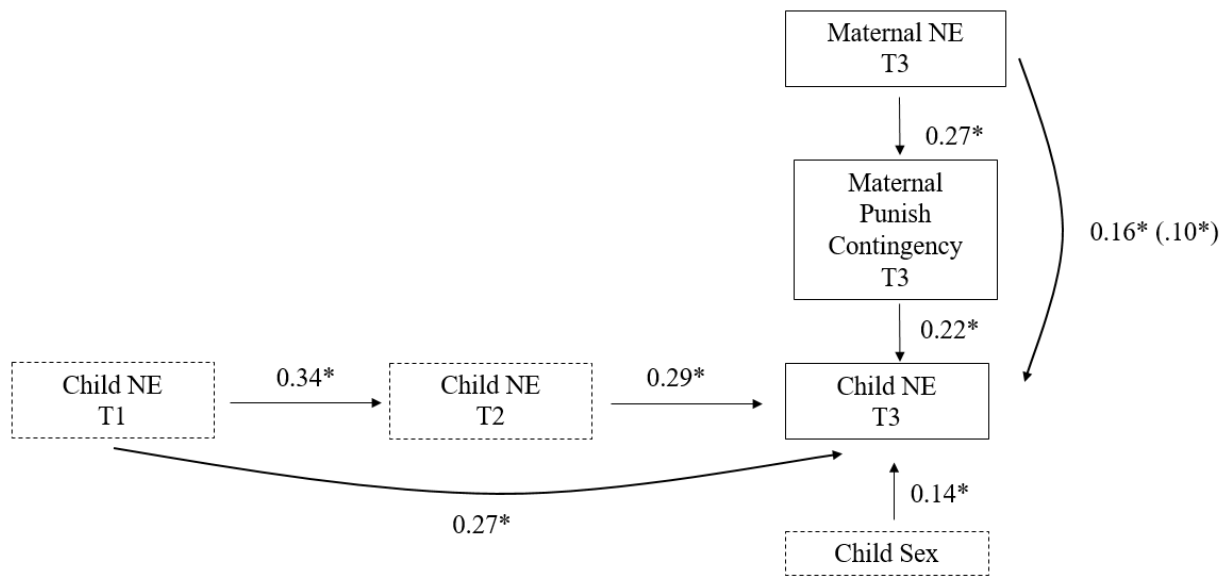 Maternal NE
T3
0.27*
Maternal
Punish
Contingency
T3
0.16* (.10*)
0.22*
Child NE
T1
0.34*
Child NE
T2
0.29*
Child NE
T3
0.27*
0.14*
Child Sex